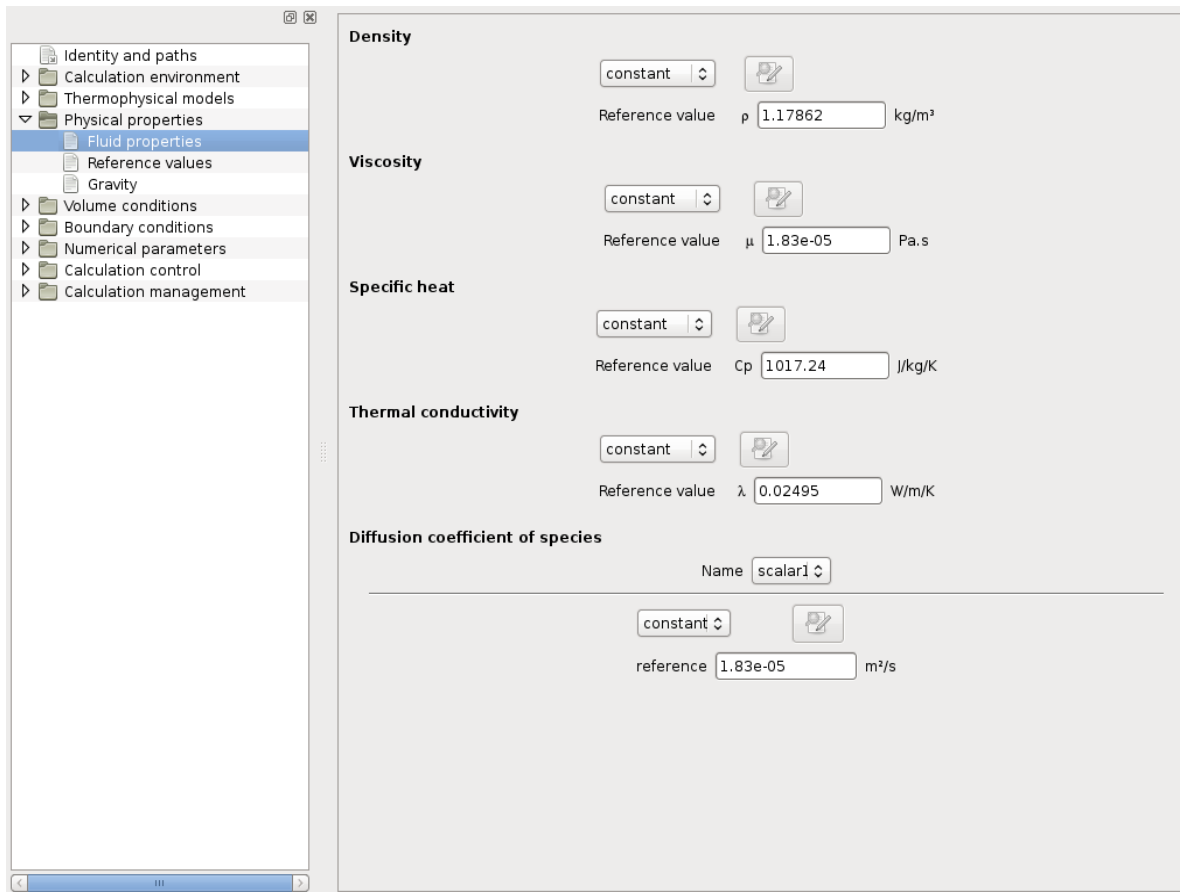 Identity and paths
Calculation environment
Thermophysical models
Physical properties
Fluid properties
Reference values
Gravity
Volume conditions
Boundary conditions
Numerical parameters
Calculation control
Calculation management
Density
constant
Reference value ρ 1.17862 kg/m³
Viscosity
constant
Reference value μ 1.83e-05 Pa.s
Specific heat
constant
Reference value Cp 1017.24 J/kg/K
Thermal conductivity
constant
Reference value λ 0.02495 W/m/K
Diffusion coefficient of species
Name scalar1
constant
reference 1.83e-05 m²/s